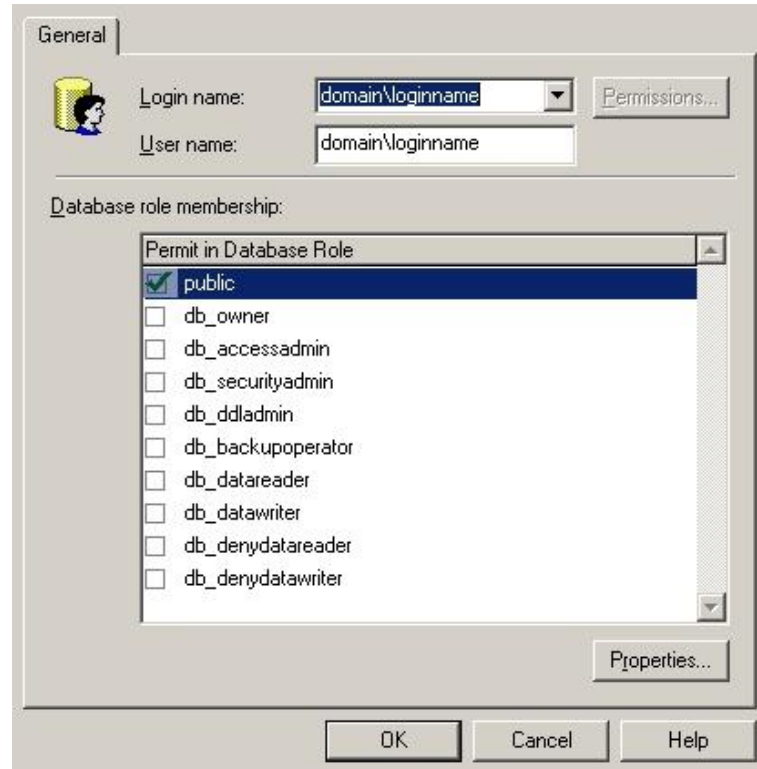 General
Login name: domain\loginname Permissions...
User name: domain\loginname
Database role membership:
Permit in Database Role
public
db_owner
db_accessadmin
db_securityadmin
db_ddladmin
db_backupoperator
db_datareader
db_datawriter
db_denydatareader
db_denydatawriter
Properties...
OK Cancel Help